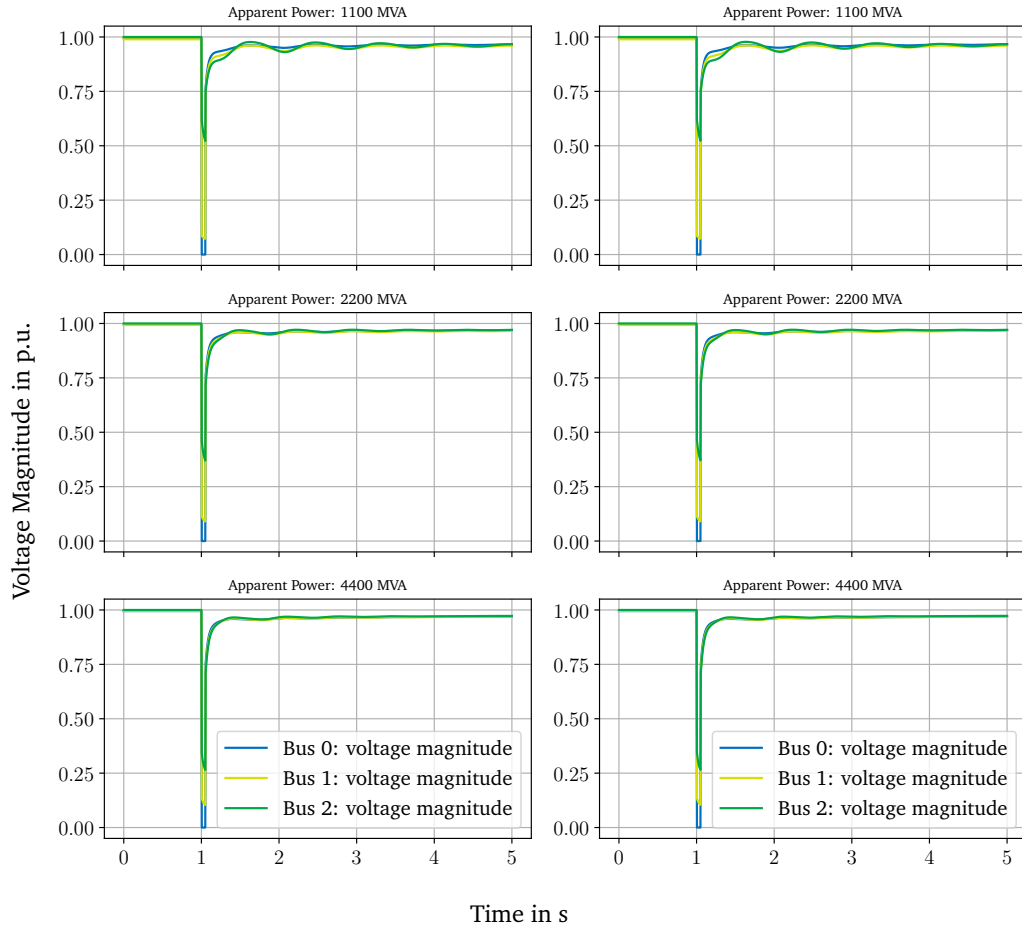 Apparent Power: 1100 MVA
Apparent Power: 1100 MVA
1.00
0.75
0.50
0.25
0.00
1.00
0.75
0.50
0.25
0.00
Apparent Power: 2200 MVA
Apparent Power: 2200 MVA
Voltage Magnitude in p.u.
1.00
0.75
0.50
0.25
0.00
1.00
0.75
0.50
0.25
0.00
Apparent Power: 4400 MVA
Apparent Power: 4400 MVA
1.00
0.75
0.50
0.25
0.00
Bus 0: voltage magnitude
Bus 1: voltage magnitude
Bus 2: voltage magnitude
0 1 2 3 4 5
1.00
0.75
0.50
0.25
0.00
Bus 0: voltage magnitude
Bus 1: voltage magnitude
Bus 2: voltage magnitude
0 1 2 3 4 5
Time in s